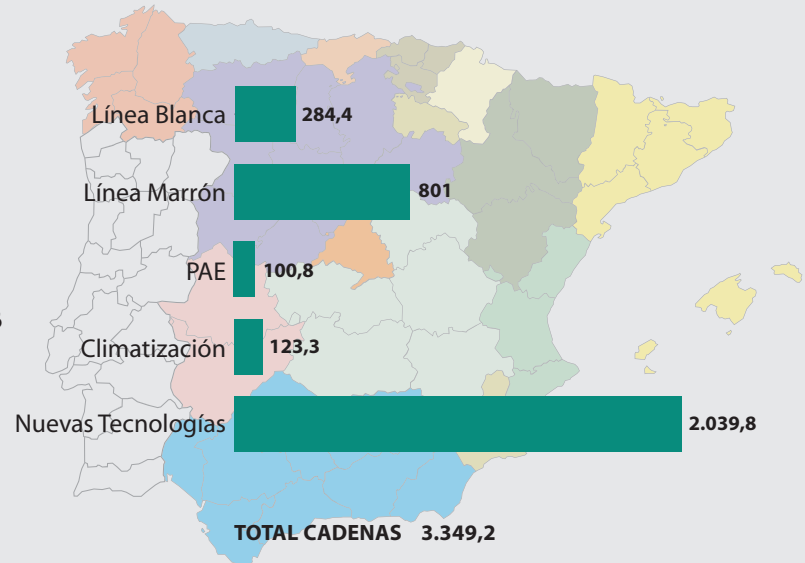 Línea Blanca 284,4
Línea Marrón 801
PAE 100,8
Climatización 123,3
Nuevas Tecnologías 2.039,8
TOTAL CADENAS 3.349,2